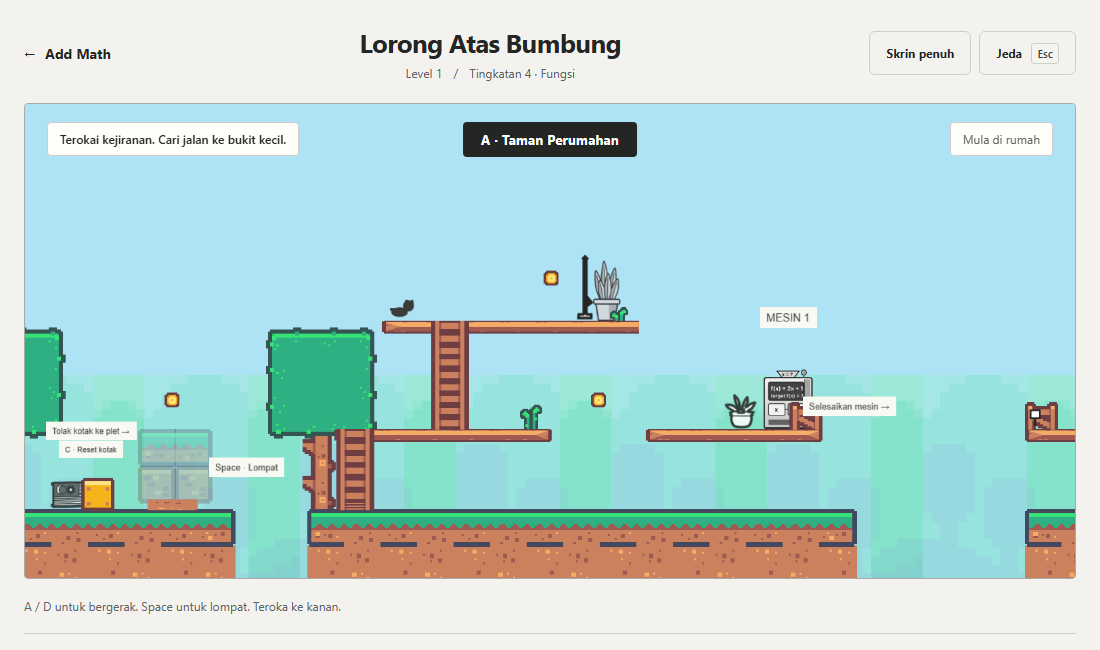 ← Add Math
Lorong Atas Bumbung
Level 1 / Tingkatan 4 · Fungsi
Skrin penuh
Jeda Esc
Terokai kejiranan. Cari jalan ke bukit kecil.
A · Taman Perumahan
Mula di rumah
MESIN 1
f(x) = 2x + 1
x
Selesaikan mesin →
Tolak kotak ke plet →
C · Reset kotak
Space · Lompat
A / D untuk bergerak. Space untuk lompat. Teroka ke kanan.